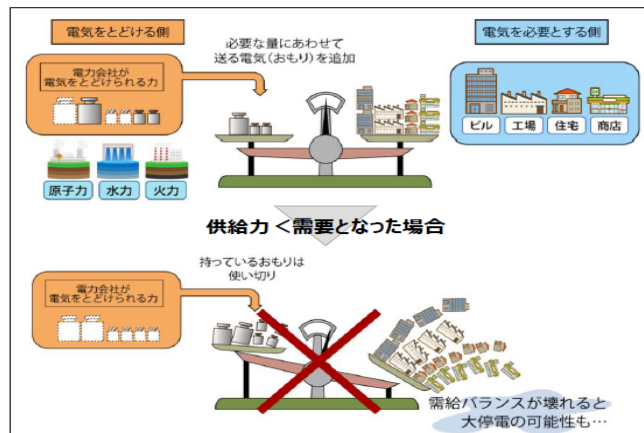 電気をとどける側
必要な量にあわせて
送る電気(おもり)を追加
電気を必要とする側
電力会社が
電気をとどけられる力
ビル
工場
住宅
商店
原子力
水力
火力
供給力<需要となった場合
持っているおもりは
使い切り
電力会社が
電気をとどけられる力
需給バランスが壊れると
大停電の可能性も…